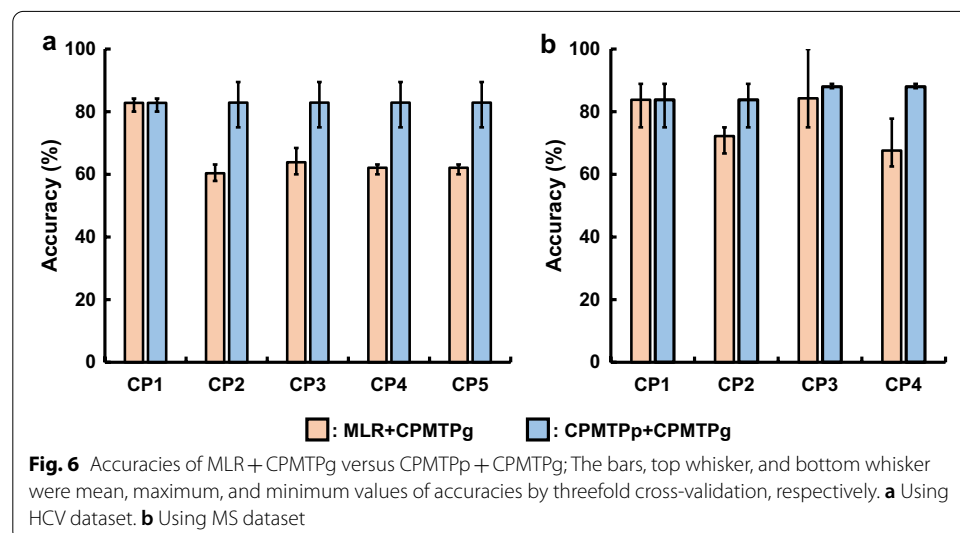 a
b
100
80
60
40
20
0
Accuracy (%)
CP1 CP2 CP3 CP4 CP5
100
80
60
40
20
0
Accuracy (%)
CP1 CP2 CP3 CP4
: MLR+CPMTPg : CPMTPp+CPMTPg
Fig. 6 Accuracies of MLR + CPMTPg versus CPMTPp + CPMTPg; The bars, top whisker, and bottom whisker
were mean, maximum, and minimum values of accuracies by threefold cross-validation, respectively. a Using
HCV dataset. b Using MS dataset